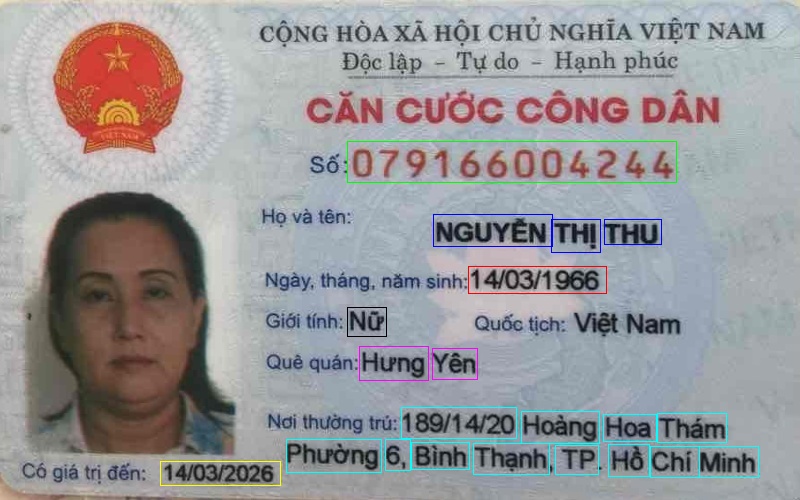 CỘNG HÒA XÃ HỘI CHỦ NGHĨA VIỆT NAM
Độc lập - Tự do - Hạnh phúc
CĂN CƯỚC CÔNG DÂN
Số: 079166004244
Họ và tên:
NGUYỄN THỊ THU
Ngày, tháng, năm sinh: 14/03/1966
Giới tính: Nữ Quốc tịch: Việt Nam
Quê quán: Hưng Yên
Nơi thường trú: 189/14/20 Hoàng Hoa Thám
Phường 6, Bình Thạnh, TP. Hồ Chí Minh
Có giá trị đến: 14/03/2026